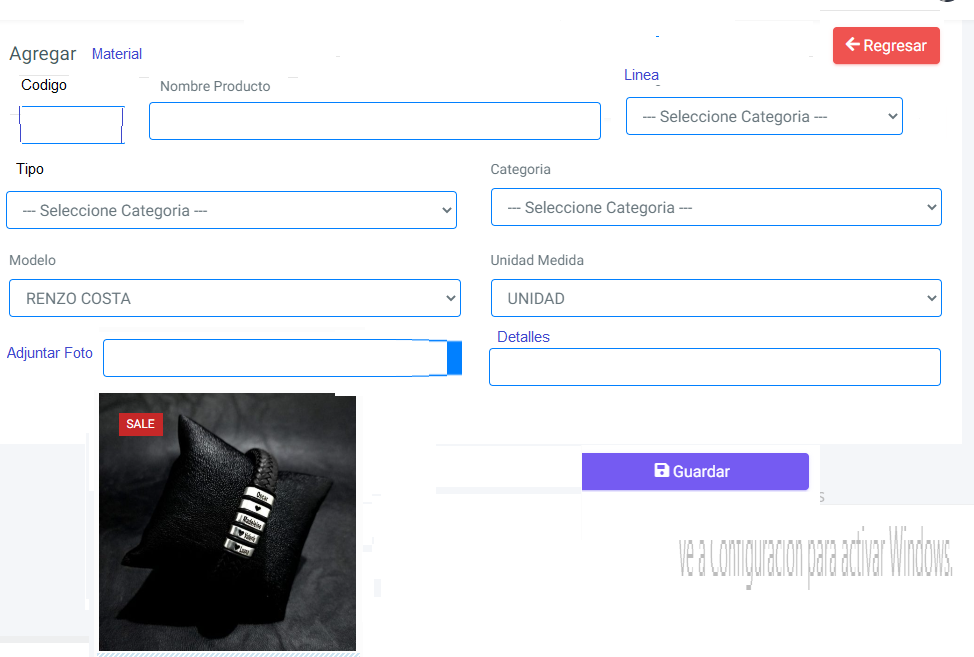 Agregar Material
Regresar
Codigo
Nombre Producto
Linea
--- Seleccione Categoria ---
Tipo
Categoria
--- Seleccione Categoria ---
--- Seleccione Categoria ---
Modelo
Unidad Medida
RENZO COSTA
UNIDAD
Adjuntar Foto
Detalles
SALE
Oscar
Guardar
s
ve a Configuracion para activar Windows.